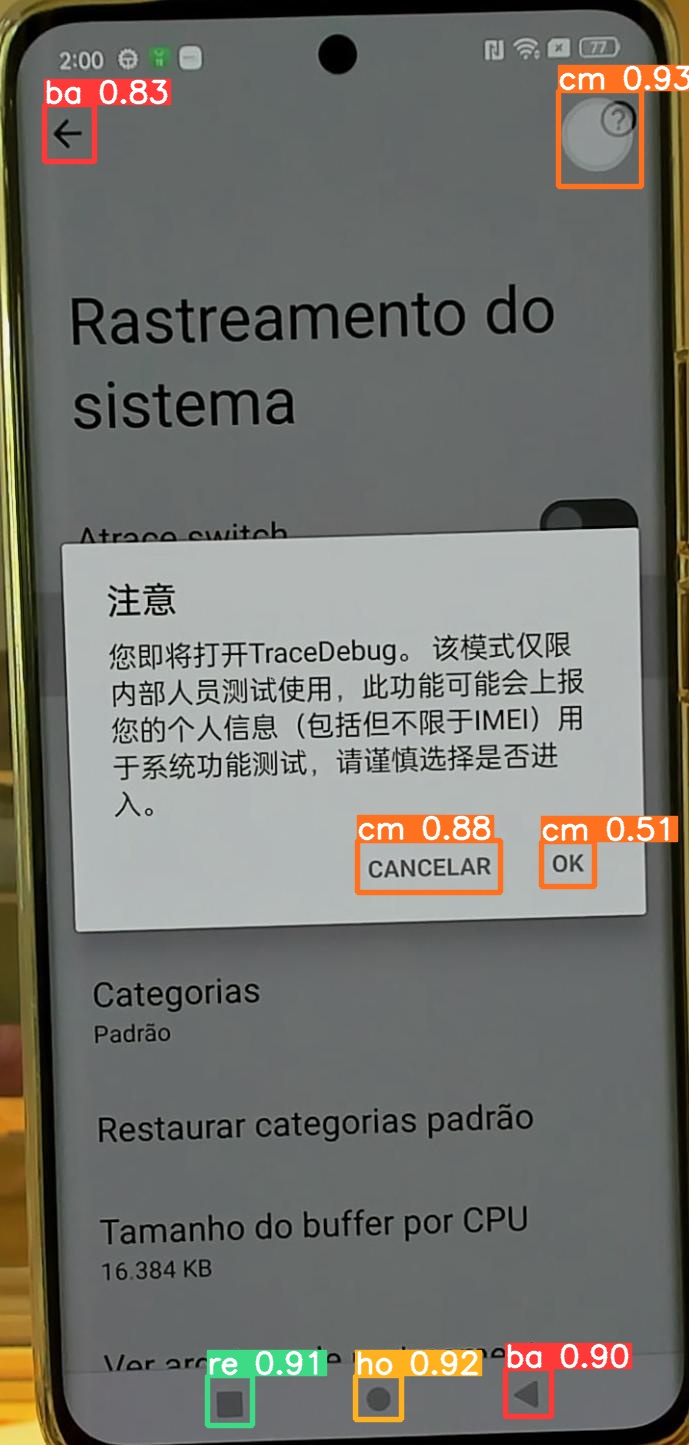 2:00
77
ba 0.83
cm 0.93
?
Rastreamento do
sistema
Atrace switch
注意
您即将打开TraceDebug。该模式仅限
内部人员测试使用，此功能可能会上报
您的个人信息（包括但不限于IMEI）用
于系统功能测试，请谨慎选择是否进
入。
cm 0.88
cm 0.51
CANCELAR
OK
Categorias
Padrão
Restaurar categorias padrão
Tamanho do buffer por CPU
16.384 KB
Ver
re 0.91
ho 0.92
ba 0.90